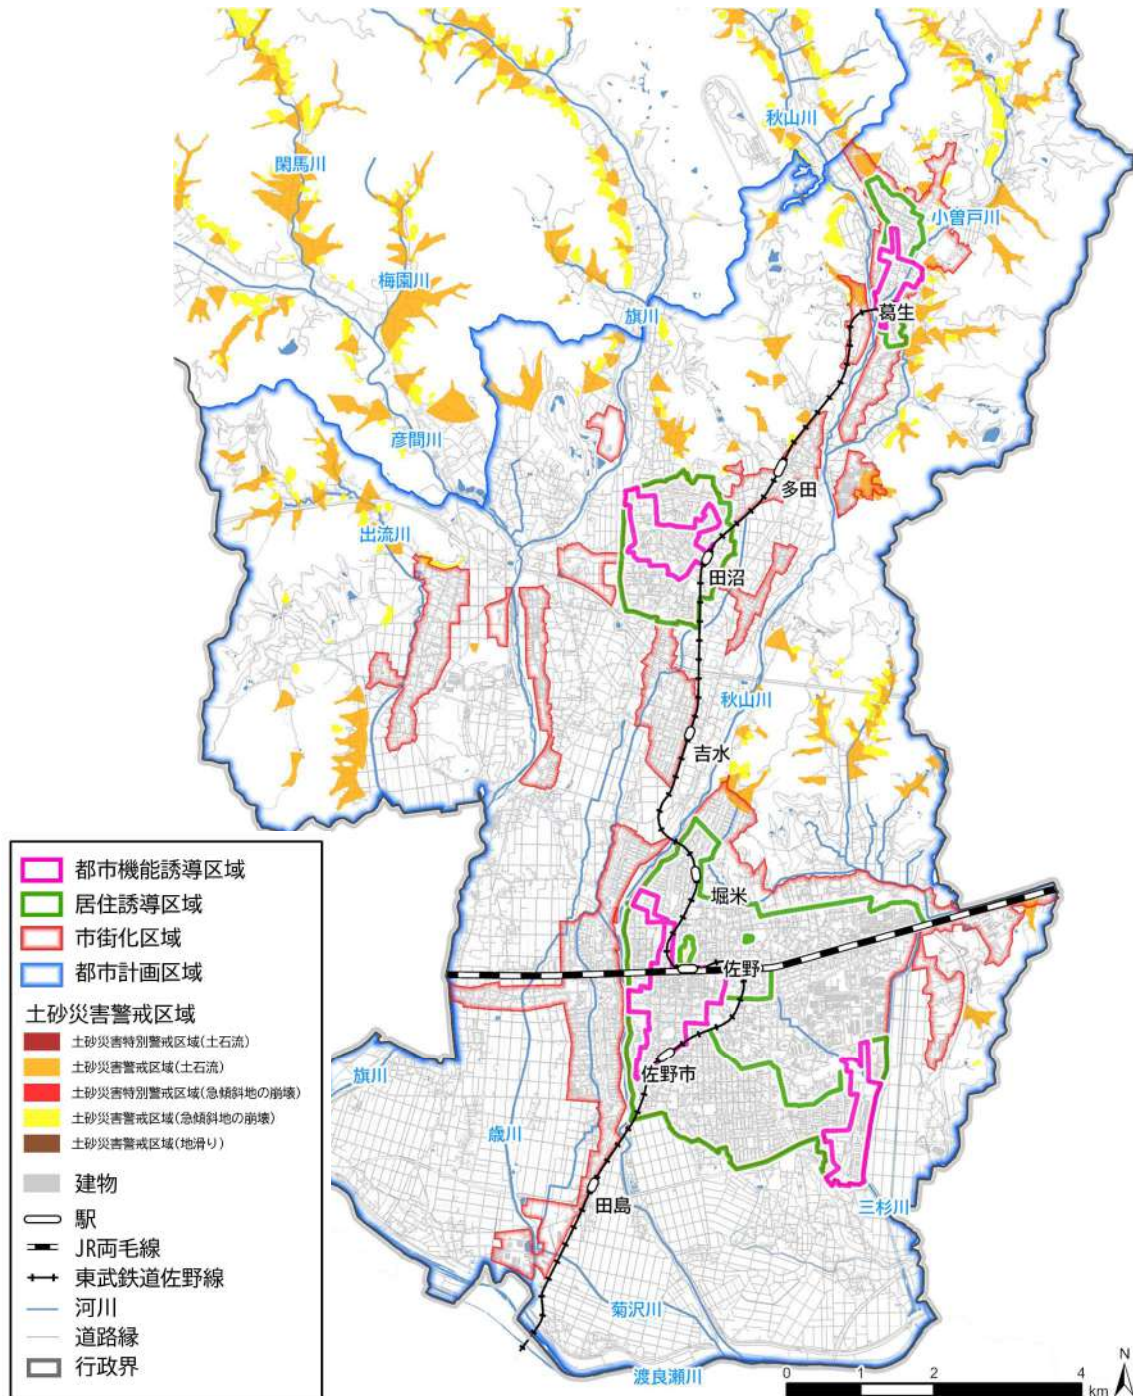 秋山川
閑馬川
小曽戸川
梅園川
旗川
葛生
彦間川
多田
出流川
田沼
秋山川
吉水
堀米
佐野
佐野市
旗川
歳川
田島
三杉川
菊沢川
渡良瀬川
都市機能誘導区域
居住誘導区域
市街化区域
都市計画区域
土砂災害警戒区域
土砂災害特別警戒区域(土石流)
土砂災害警戒区域(土石流)
土砂災害特別警戒区域(急傾斜地の崩壊)
土砂災害警戒区域(急傾斜地の崩壊)
土砂災害警戒区域(地滑り)
建物
駅
JR両毛線
東武鉄道佐野線
河川
道路縁
行政界
N
0 1 2 4
km